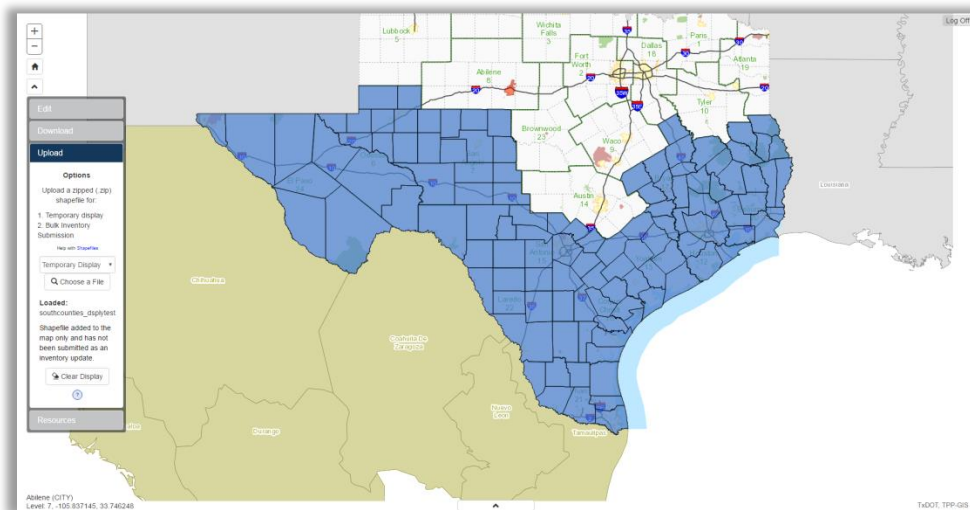 Log Off
+
−
Edit
Download
Upload
Options
Upload a zipped (.zip)
shapefile for:
1. Temporary display
2. Bulk Inventory
Submission
Help with Shapefiles
Temporary Display
Choose a File
Loaded:
southcounties_dsplytest
Shapefile added to the
map only and has not
been submitted as an
inventory update.
Clear Display
?
Resources
Lubbock
5
Wichita
Falls
3
Paris
1
Dallas
18
Fort
Worth
2
Atlanta
19
Abilene
8
Tyler
10
Brownwood
23
Waco
9
Austin
14
El Paso
24
Laredo
22
Louisiana
Chihuahua
Coahuila De
Zaragoza
Nuevo
Leon
Durango
Tamaulipas
Abilene (CITY)
Level: 7, -105.837145, 33.746248
TxDOT, TPP-GIS